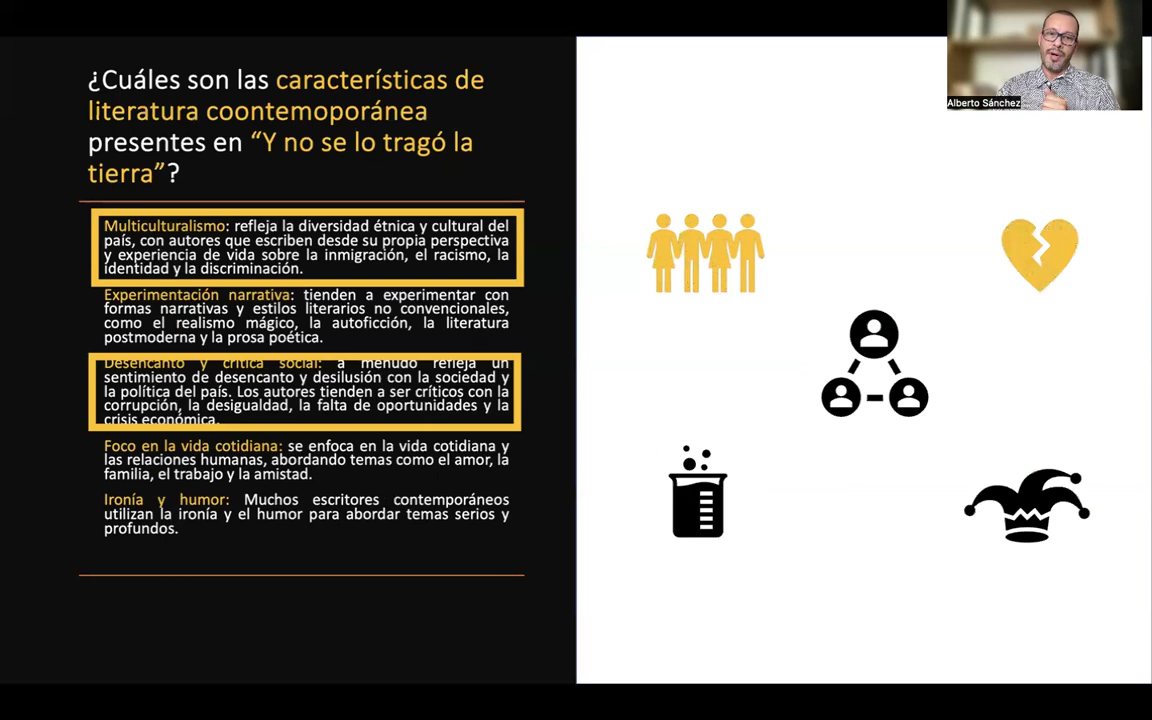 ¿Cuáles son las características de
literatura coontemoporánea
presentes en “Y no se lo tragó la
tierra”?
Multiculturalismo: refleja la diversidad étnica y cultural del
país, con autores que escriben desde su propia perspectiva
y experiencia de vida sobre la inmigración, el racismo, la
identidad y la discriminación.
Experimentación narrativa: tienden a experimentar con
formas narrativas y estilos literarios no convencionales,
como el realismo mágico, la autoficción, la literatura
postmoderna y la prosa poética.
Desencanto y crítica social: a menudo refleja un
sentimiento de desencanto y desilusión con la sociedad y
la política del país. Los autores tienden a ser críticos con la
corrupción, la desigualdad, la falta de oportunidades y la
crisis económica.
Foco en la vida cotidiana: se enfoca en la vida cotidiana y
las relaciones humanas, abordando temas como el amor, la
familia, el trabajo y la amistad.
Ironía y humor: Muchos escritores contemporáneos
utilizan la ironía y el humor para abordar temas serios y
profundos.
Alberto Sánchez